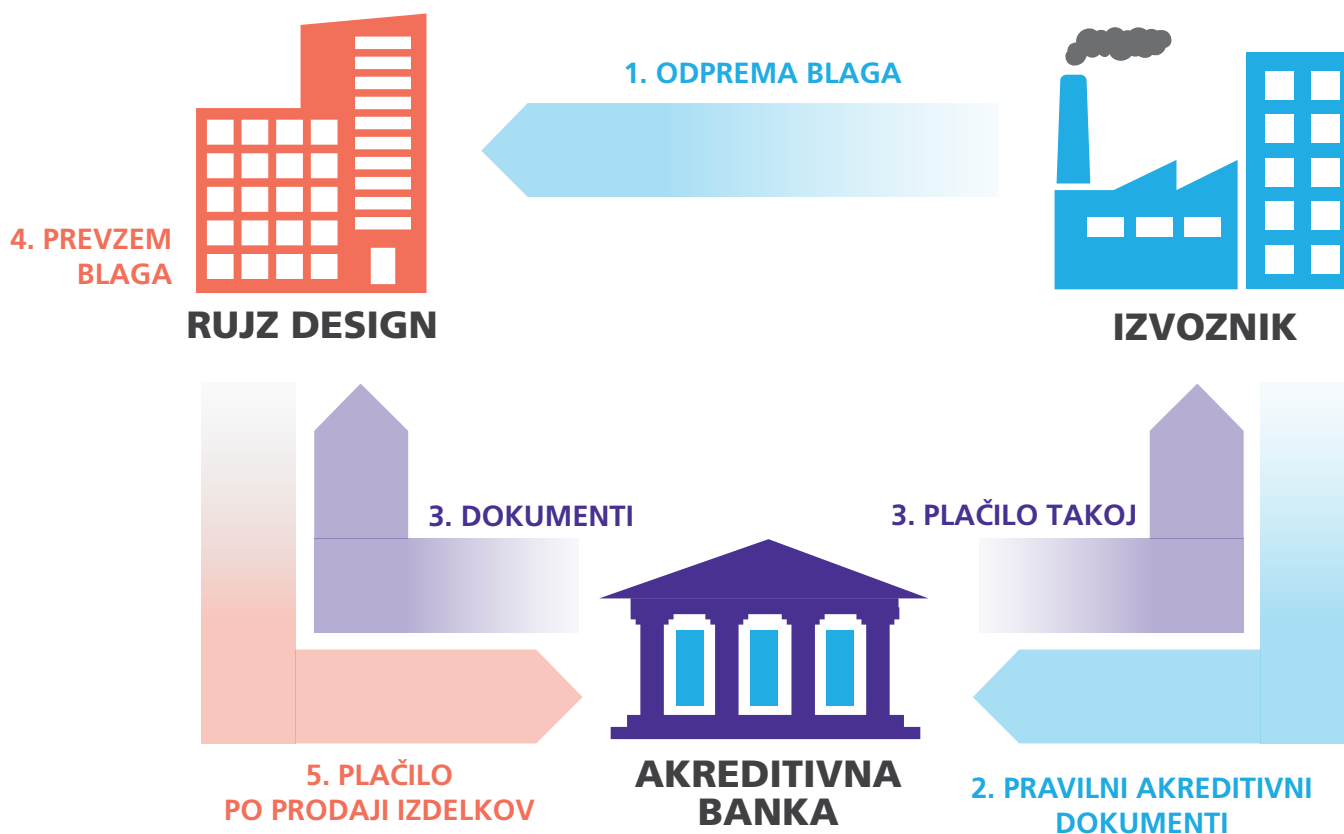 1. ODPREMA BLAGA
4. PREVZEM
BLAGA
RUJZ DESIGN
IZVOZNIK
3. DOKUMENTI
3. PLAČILO TAKOJ
5. PLAČILO
PO PRODAJI IZDELKOV
AKREDITIVNA
BANKA
2. PRAVILNI AKREDITIVNI
DOKUMENTI